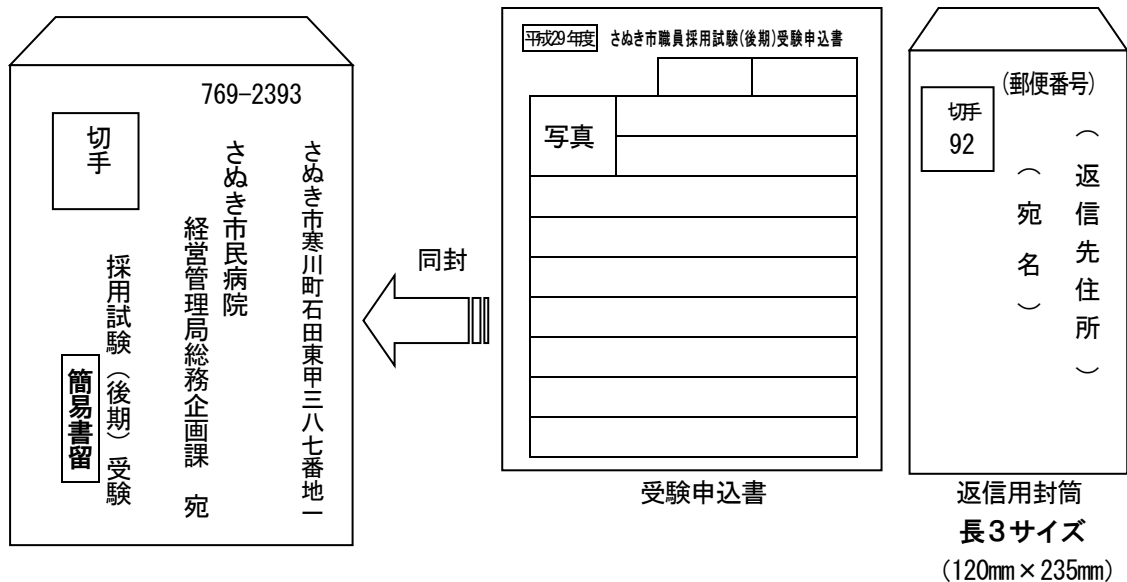 769-2393
切手
さぬき市寒川町石田東甲三八七番地一
さぬき市民病院
経営管理局総務企画課　宛
採用試験（後期）受験
簡易書留
同封
平成29年度 さぬき市職員採用試験(後期)受験申込書
写真
受験申込書
(郵便番号)
切手
92
（返信先住所）
（宛名）
返信用封筒
長３サイズ
(120mm×235mm)